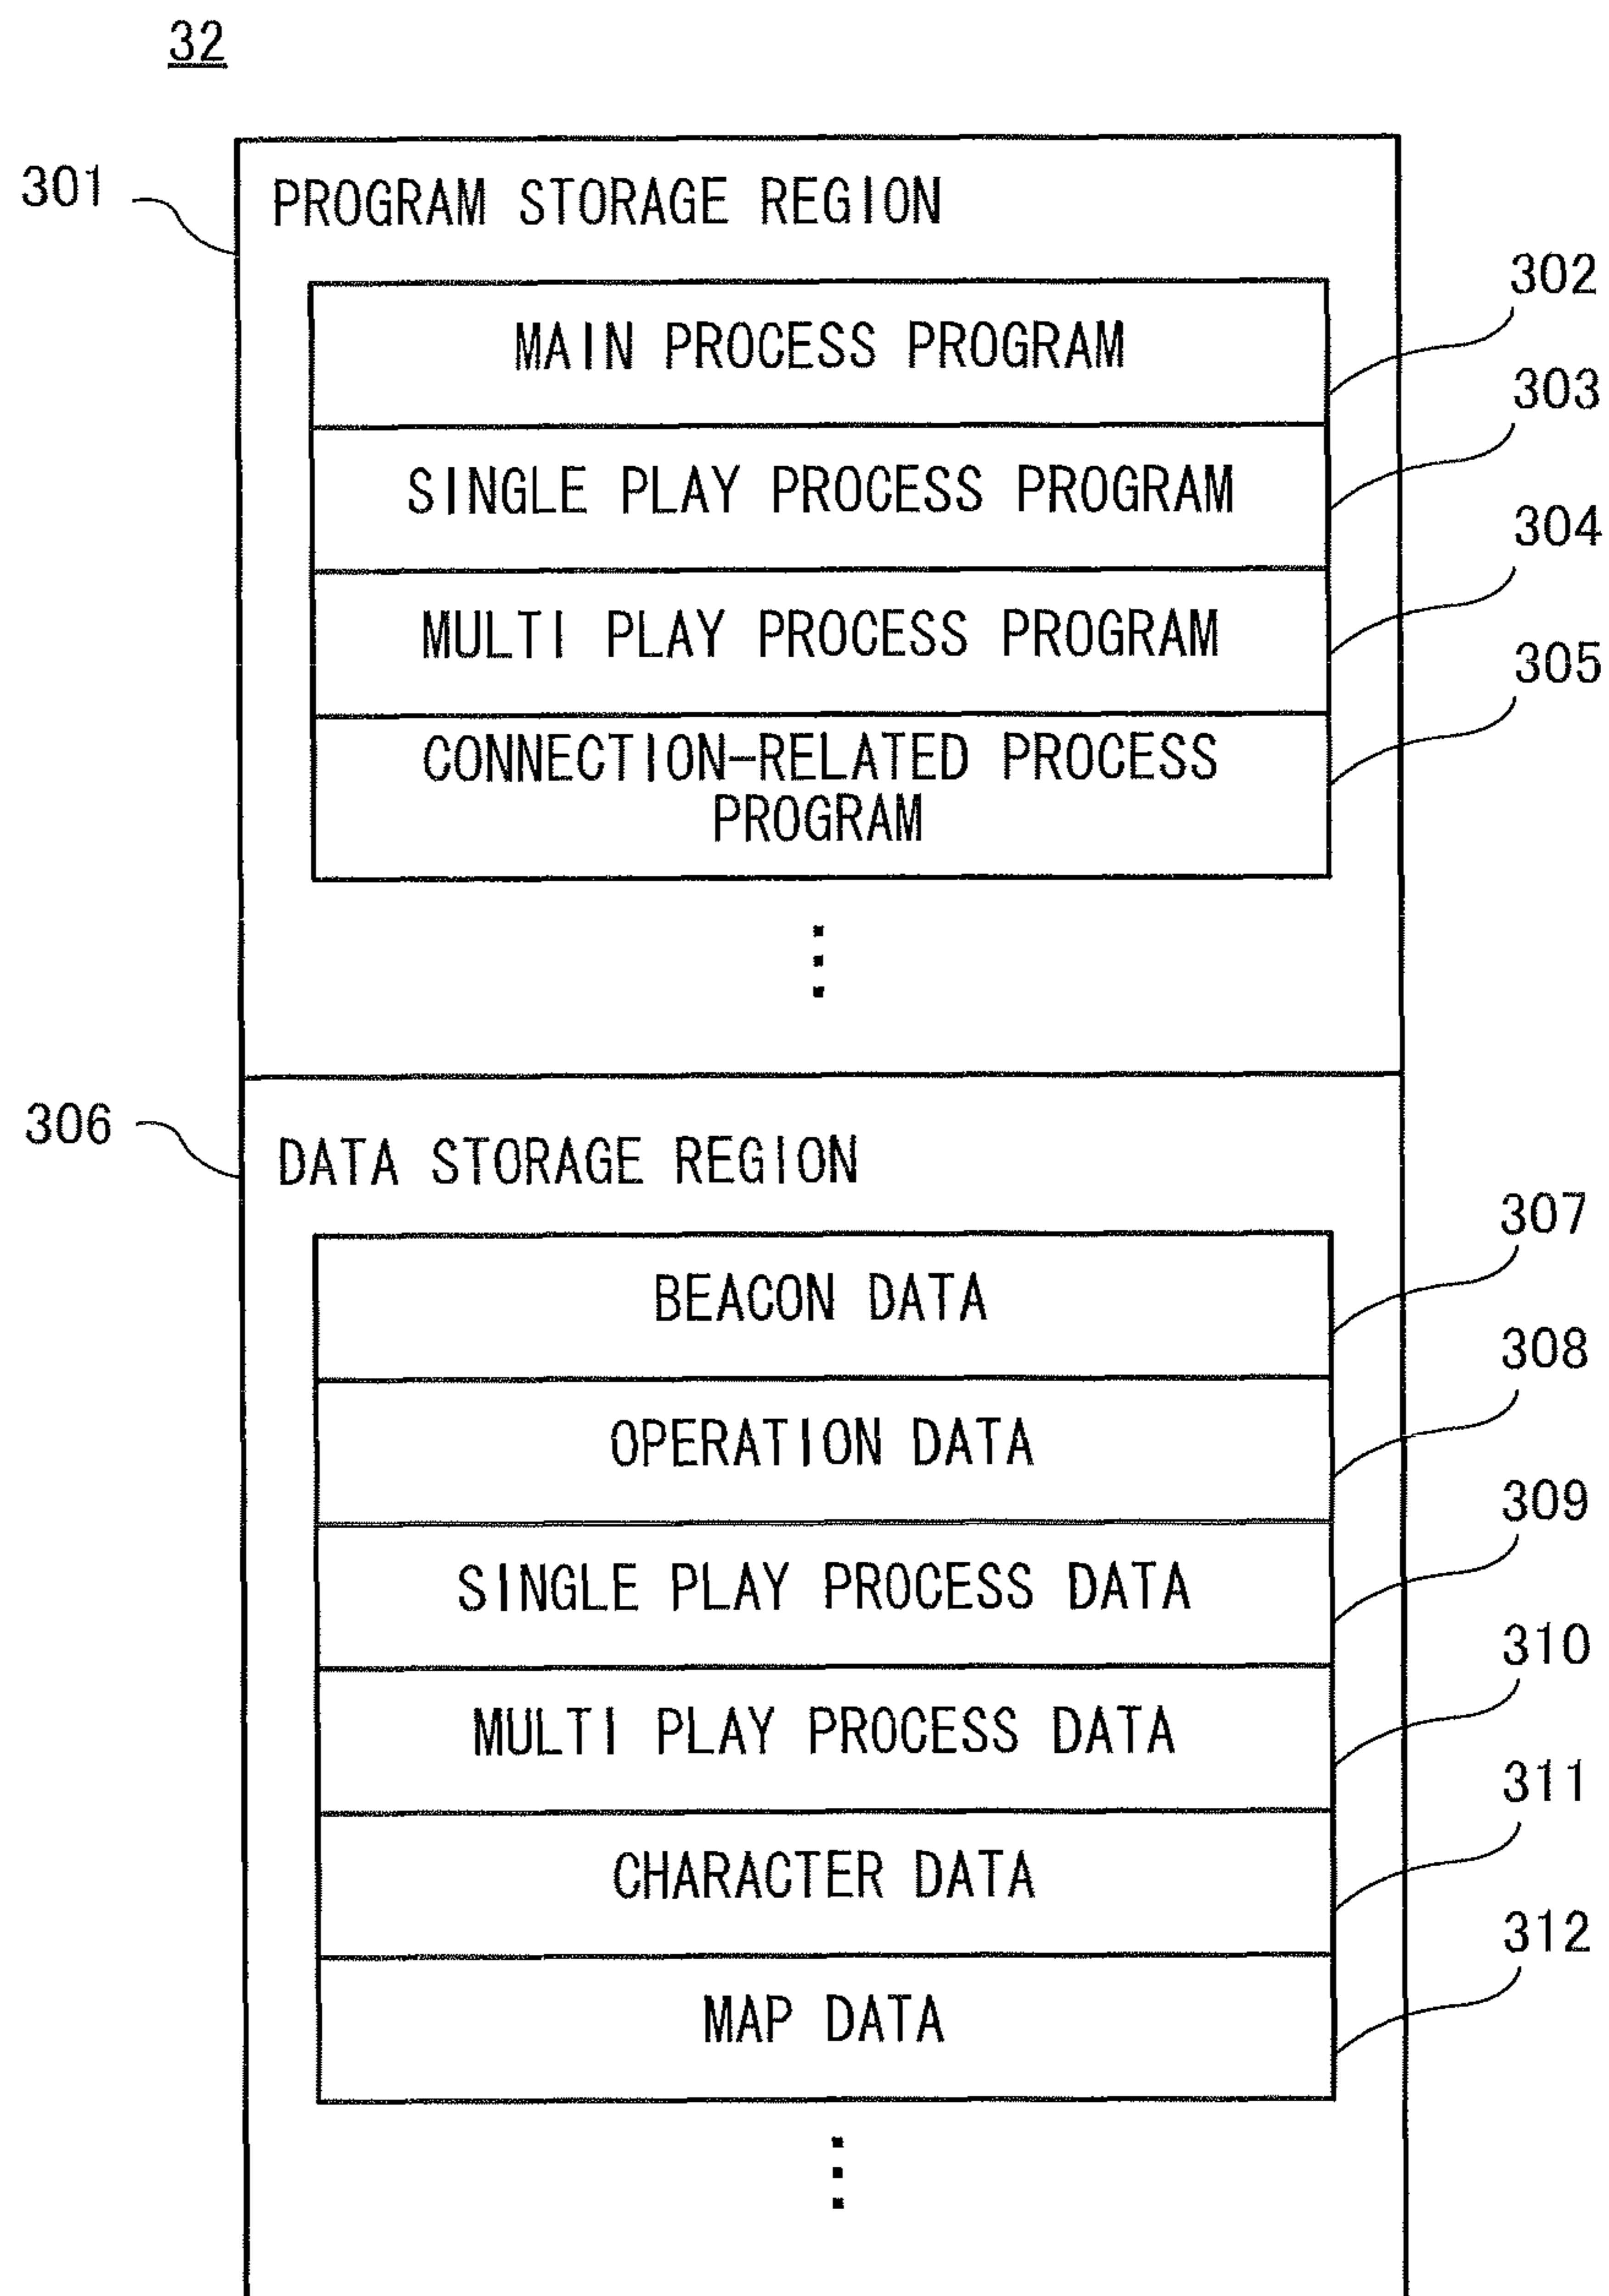 32
301
PROGRAM STORAGE REGION
302
MAIN PROCESS PROGRAM
303
SINGLE PLAY PROCESS PROGRAM
304
MULTI PLAY PROCESS PROGRAM
305
CONNECTION-RELATED PROCESS
PROGRAM
306
DATA STORAGE REGION
307
BEACON DATA
308
OPERATION DATA
309
SINGLE PLAY PROCESS DATA
310
MULTI PLAY PROCESS DATA
311
CHARACTER DATA
312
MAP DATA